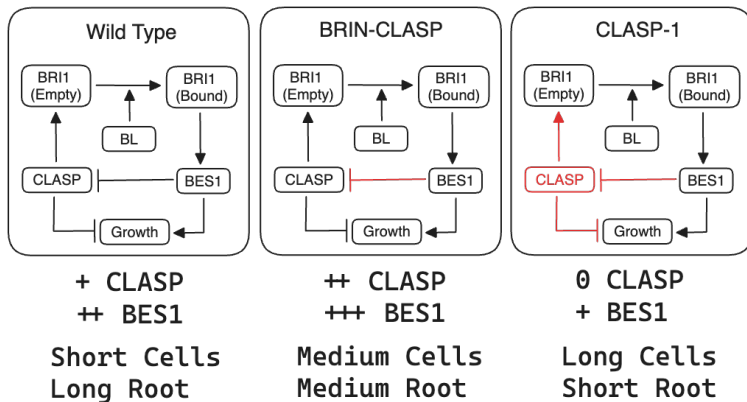 Wild Type
BRI1
(Empty)
BRI1
(Bound)
BL
CLASP
BES1
Growth
+ CLASP
++ BES1
Short Cells
Long Root
BRIN-CLASP
BRI1
(Empty)
BRI1
(Bound)
BL
CLASP
BES1
Growth
++ CLASP
+++ BES1
Medium Cells
Medium Root
CLASP-1
BRI1
(Empty)
BRI1
(Bound)
BL
CLASP
BES1
Growth
0 CLASP
+ BES1
Long Cells
Short Root